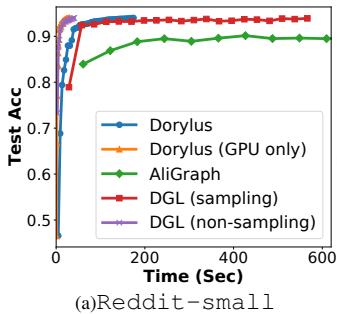 Test Acc
0.9
0.8
0.7
0.6
0.5
Dorylus
Dorylus (GPU only)
AliGraph
DGL (sampling)
DGL (non-sampling)
0 200 400 600
Time (Sec)
(a)Reddit-small